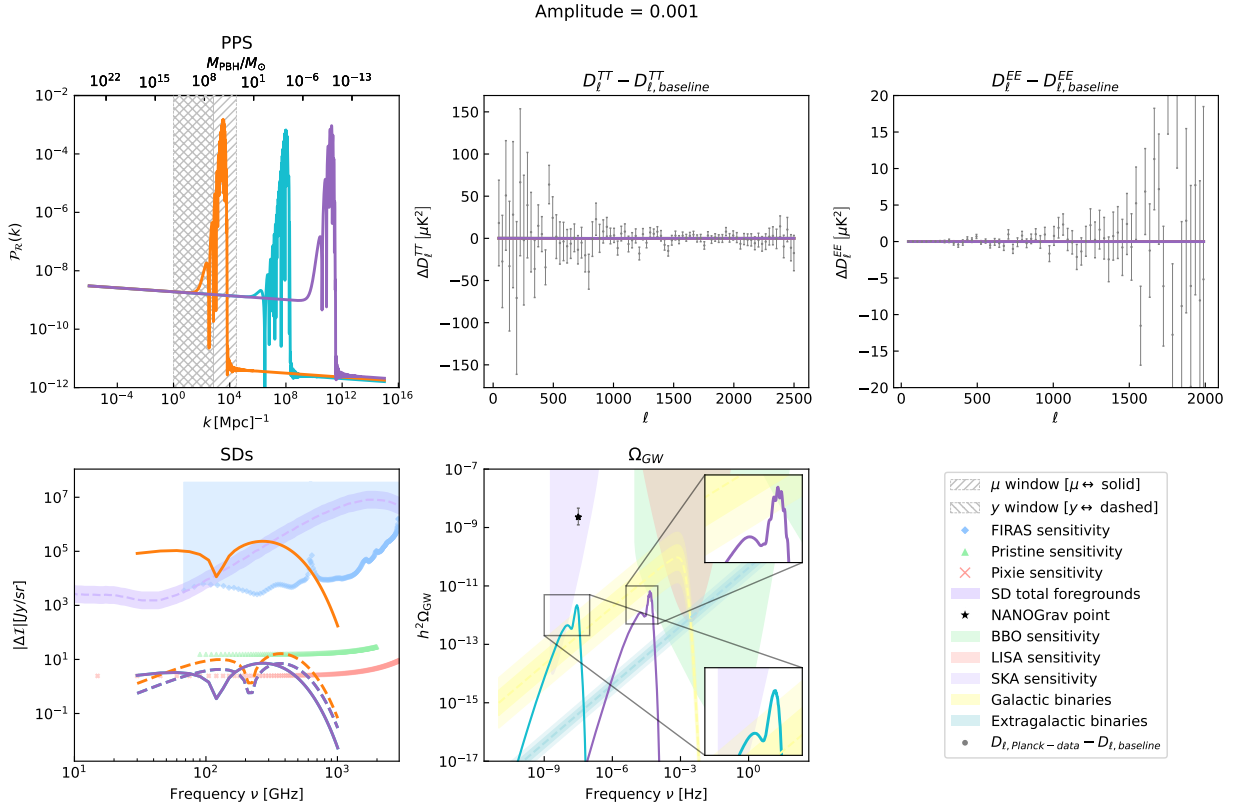 Amplitude = 0.001
PPS
M_PBH/M_⊙
10^22 10^15 10^8 10^1 10^−6 10^−13
10^−2
10^−4
10^−6
10^−8
10^−10
10^−12
P_R(k)
10^−4 10^0 10^4 10^8 10^12 10^16
k [Mpc]^−1
D_ℓ^TT − D_ℓ,baseline^TT
150
100
50
0
−50
−100
−150
ΔD_ℓ^TT [μK^2]
0 500 1000 1500 2000 2500
ℓ
D_ℓ^EE − D_ℓ,baseline^EE
20
15
10
5
0
−5
−10
−15
−20
ΔD_ℓ^EE [μK^2]
0 500 1000 1500 2000
ℓ
SDs
10^7
10^5
10^3
10^1
10^−1
|ΔI|[Jy/sr]
10^1 10^2 10^3
Frequency ν [GHz]
Ω_GW
10^−7
10^−9
10^−11
10^−13
10^−15
10^−17
h^2Ω_GW
10^−9 10^−6 10^−3 10^0
Frequency ν [Hz]
μ window [μ↔ solid]
y window [y↔ dashed]
FIRAS sensitivity
Pristine sensitivity
Pixie sensitivity
SD total foregrounds
NANOGrav point
BBO sensitivity
LISA sensitivity
SKA sensitivity
Galactic binaries
Extragalactic binaries
D_ℓ,Planck−data − D_ℓ,baseline